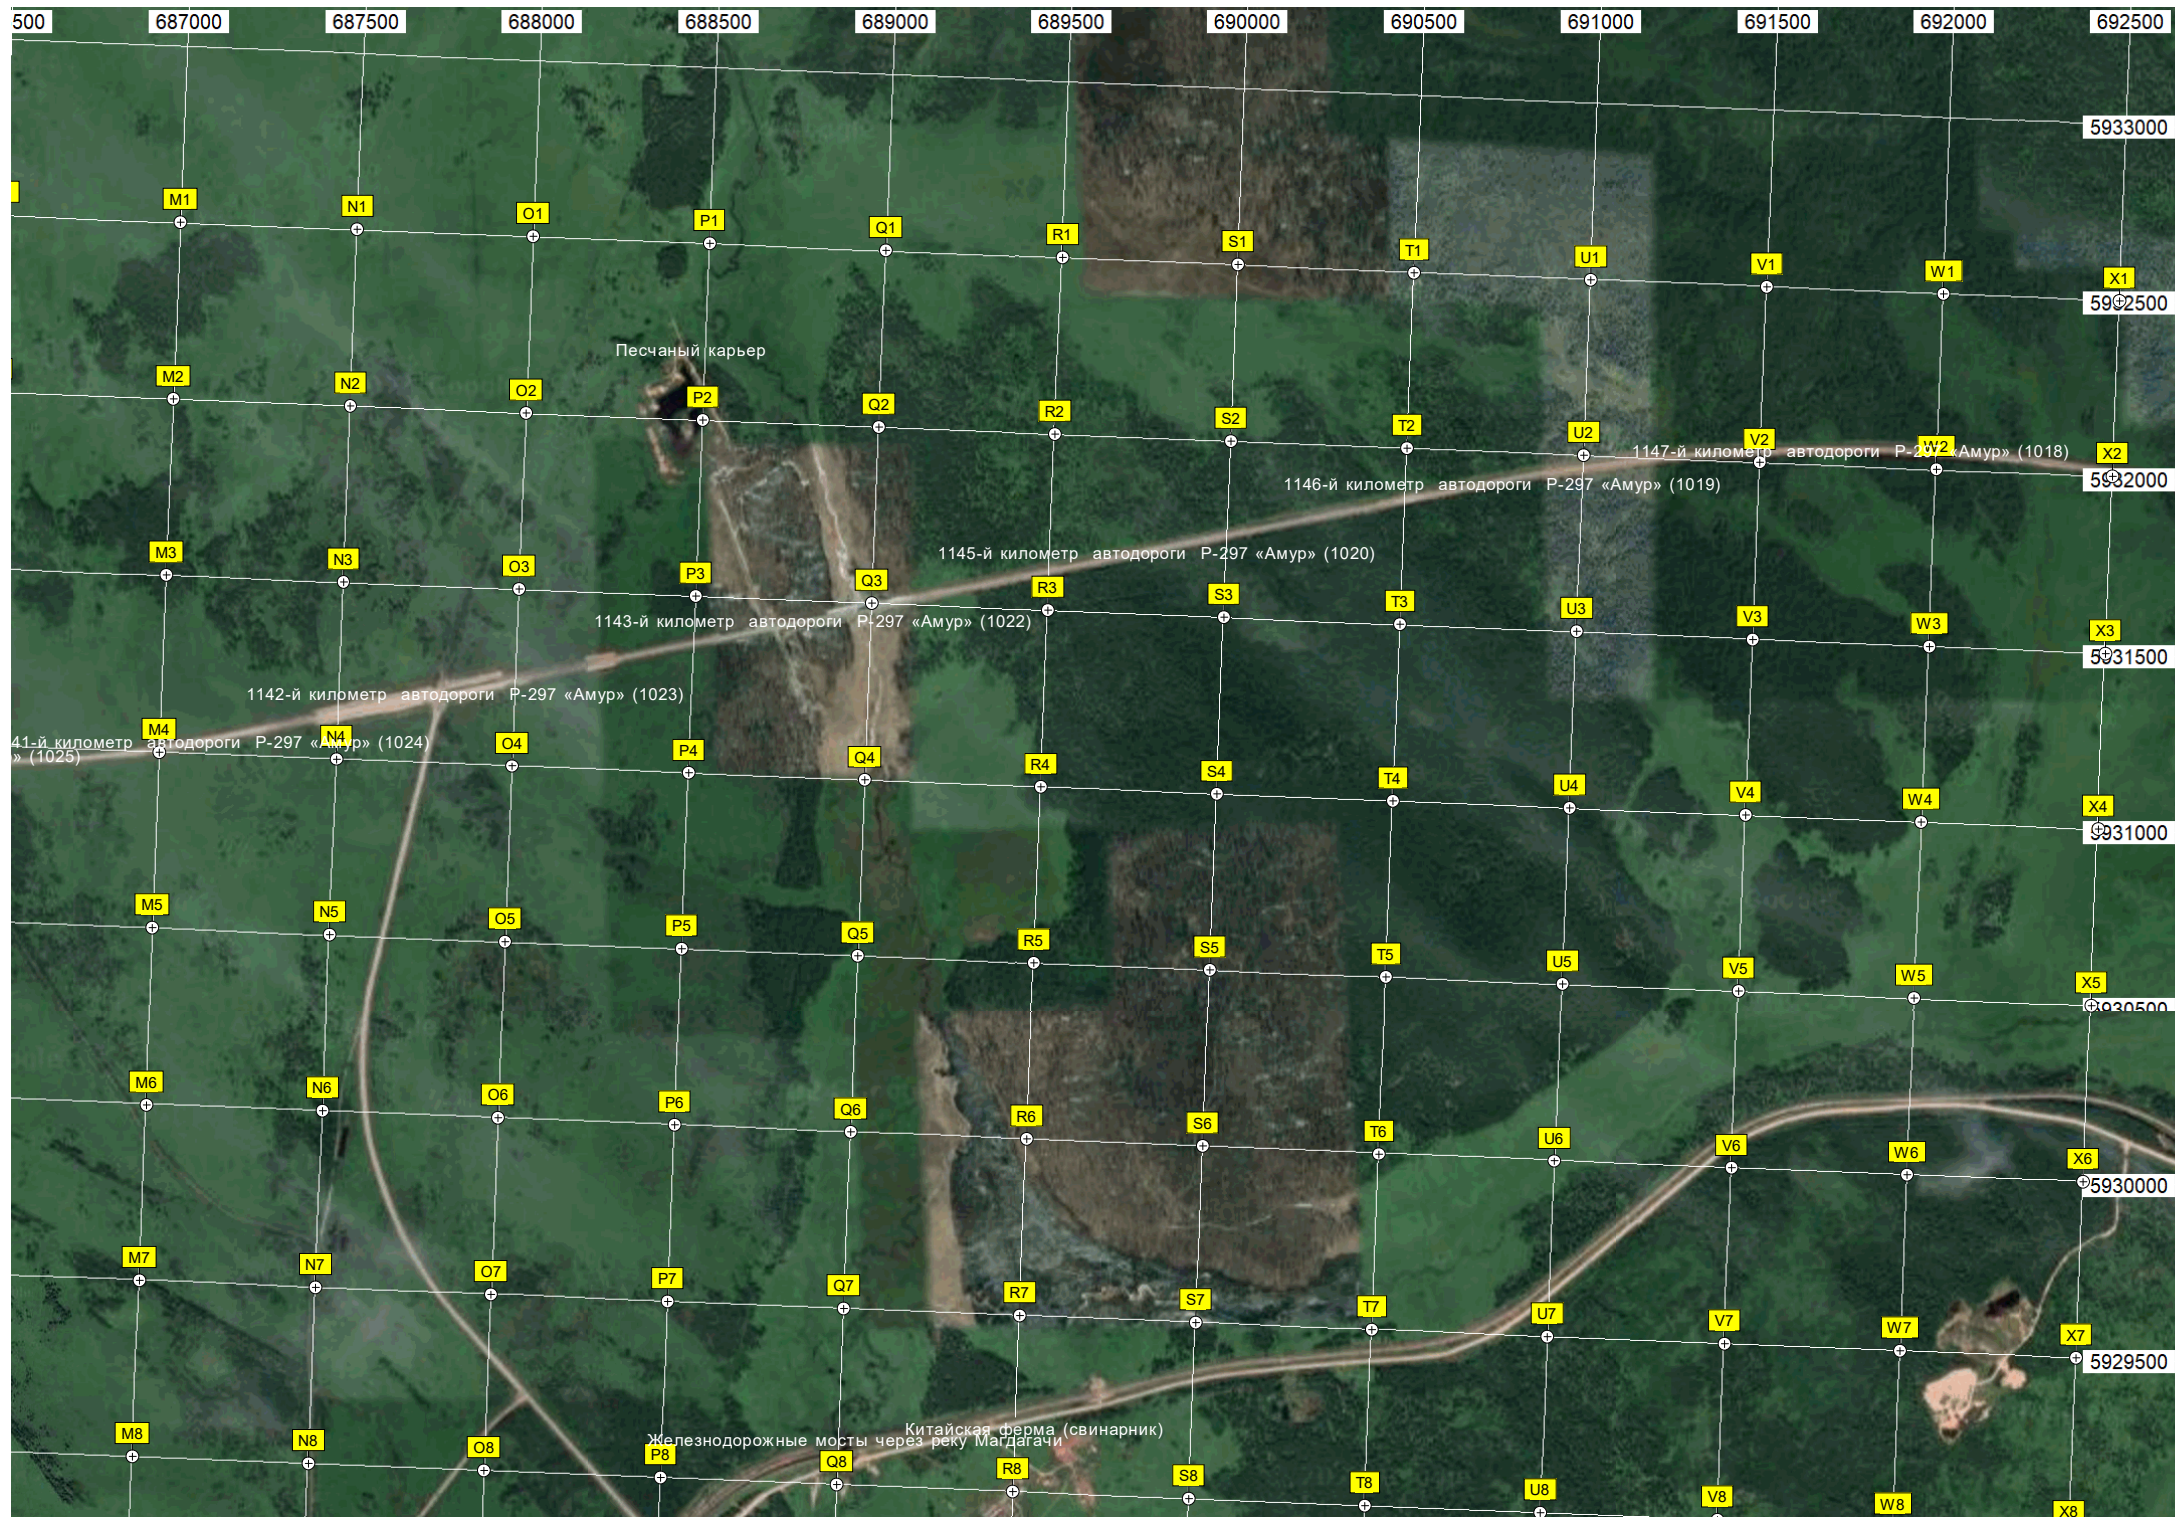 500 687000 687500 688000 688500 689000 689500 690000 690500 691000 691500 692000 692500
5933000
M1 N1 O1 P1 Q1 R1 S1 T1 U1 V1 W1 X1
5932500
Песчаный карьер
M2 N2 O2 P2 Q2 R2 S2 T2 U2 V2 W2 X2
1147-й километр автодороги Р-297 «Амур» (1018)
5932000
1146-й километр автодороги Р-297 «Амур» (1019)
1145-й километр автодороги Р-297 «Амур» (1020)
M3 N3 O3 P3 Q3 R3 S3 T3 U3 V3 W3 X3
1143-й километр автодороги Р-297 «Амур» (1022)
5931500
1142-й километр автодороги Р-297 «Амур» (1023)
M4 N4 O4 P4 Q4 R4 S4 T4 U4 V4 W4 X4
41-й километр автодороги Р-297 «Амур» (1024)
» (1025)
5931000
M5 N5 O5 P5 Q5 R5 S5 T5 U5 V5 W5 X5
5930500
M6 N6 O6 P6 Q6 R6 S6 T6 U6 V6 W6 X6
5930000
M7 N7 O7 P7 Q7 R7 S7 T7 U7 V7 W7 X7
5929500
Китайская ферма (свинарник)
Железнодорожные мосты через реку Магдагачи
M8 N8 O8 P8 Q8 R8 S8 T8 U8 V8 W8 X8